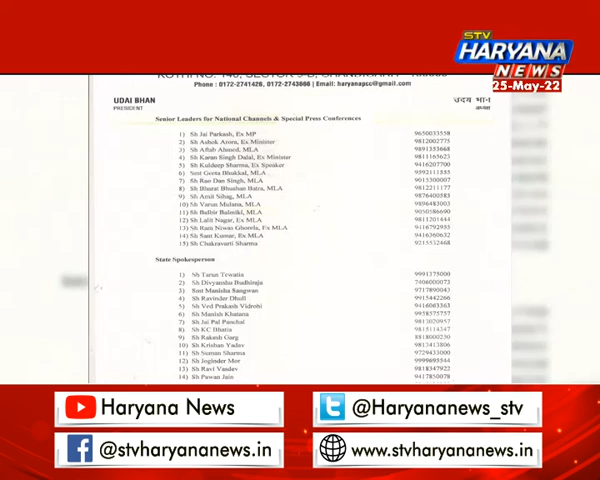 STV
HARYANA
NEWS
25-May-22
KOTHI NO. 140, SECTOR 9-B, CHANDIGARH
Phone : 0172-2741426, 0172-2743666 | Email: haryanapcc@gmail.com
UDAI BHAN उदय भान
PRESIDENT अध्यक्ष
Senior Leaders for National Channels & Special Press Conferences
1) Sh Jai Parkash, Ex MP 9650033558
2) Sh Ashok Arora, Ex Minister 9812002775
3) Sh Aftab Ahmed, MLA 9891353668
4) Sh Karan Singh Dalal, Ex Minister 9811165623
5) Sh Kuldeep Sharma, Ex Speaker 9416207700
6) Smt Geeta Bhukkal, MLA 9592111555
7) Sh Rao Dan Singh, MLA 9015300007
8) Sh Bharat Bhushan Batra, MLA 9812211177
9) Sh Amit Sihag, MLA 9876400583
10) Sh Varun Mulana, MLA 9896483003
11) Sh Balbir Balmiki, MLA 9050586690
12) Sh Lalit Nagar, Ex MLA 9811201444
13) Sh Ram Niwas Ghorela, Ex MLA 9416792955
14) Sh Sant Kumar, Ex MLA 9416360632
15) Sh Chakravarti Sharma 9215532468
State Spokesperson
1) Sh Tarun Tewatia 9991375000
2) Sh Divyanshu Budhiraja 7406000073
3) Smt Manisha Sangwan 9717890043
4) Sh Ravinder Dhull 9915442266
5) Sh Ved Prakash Vidrohi 9416063363
6) Sh Manish Khatana 9958575757
7) Sh Jai Pal Panchal 9813020957
8) Sh KC Bhatia 9815114347
9) Sh Rakesh Garg 8818000250
10) Sh Krishan Yadav 9813413806
11) Sh Suman Sharma 9729433000
12) Sh Joginder Mor 9999695544
13) Sh Ravi Vasdev 9818347922
14) Sh Pawan Jain 9417850078
Haryana News
@Haryananews_stv
@stvharyananews.in
www.stvharyananews.in